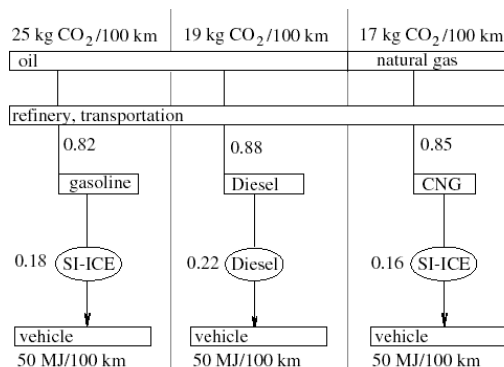 25 kg CO2/100 km 19 kg CO2/100 km 17 kg CO2/100 km
oil natural gas
refinery, transportation
0.82 0.88 0.85
gasoline Diesel CNG
0.18 SI-ICE 0.22 Diesel 0.16 SI-ICE
vehicle vehicle vehicle
50 MJ/100 km 50 MJ/100 km 50 MJ/100 km